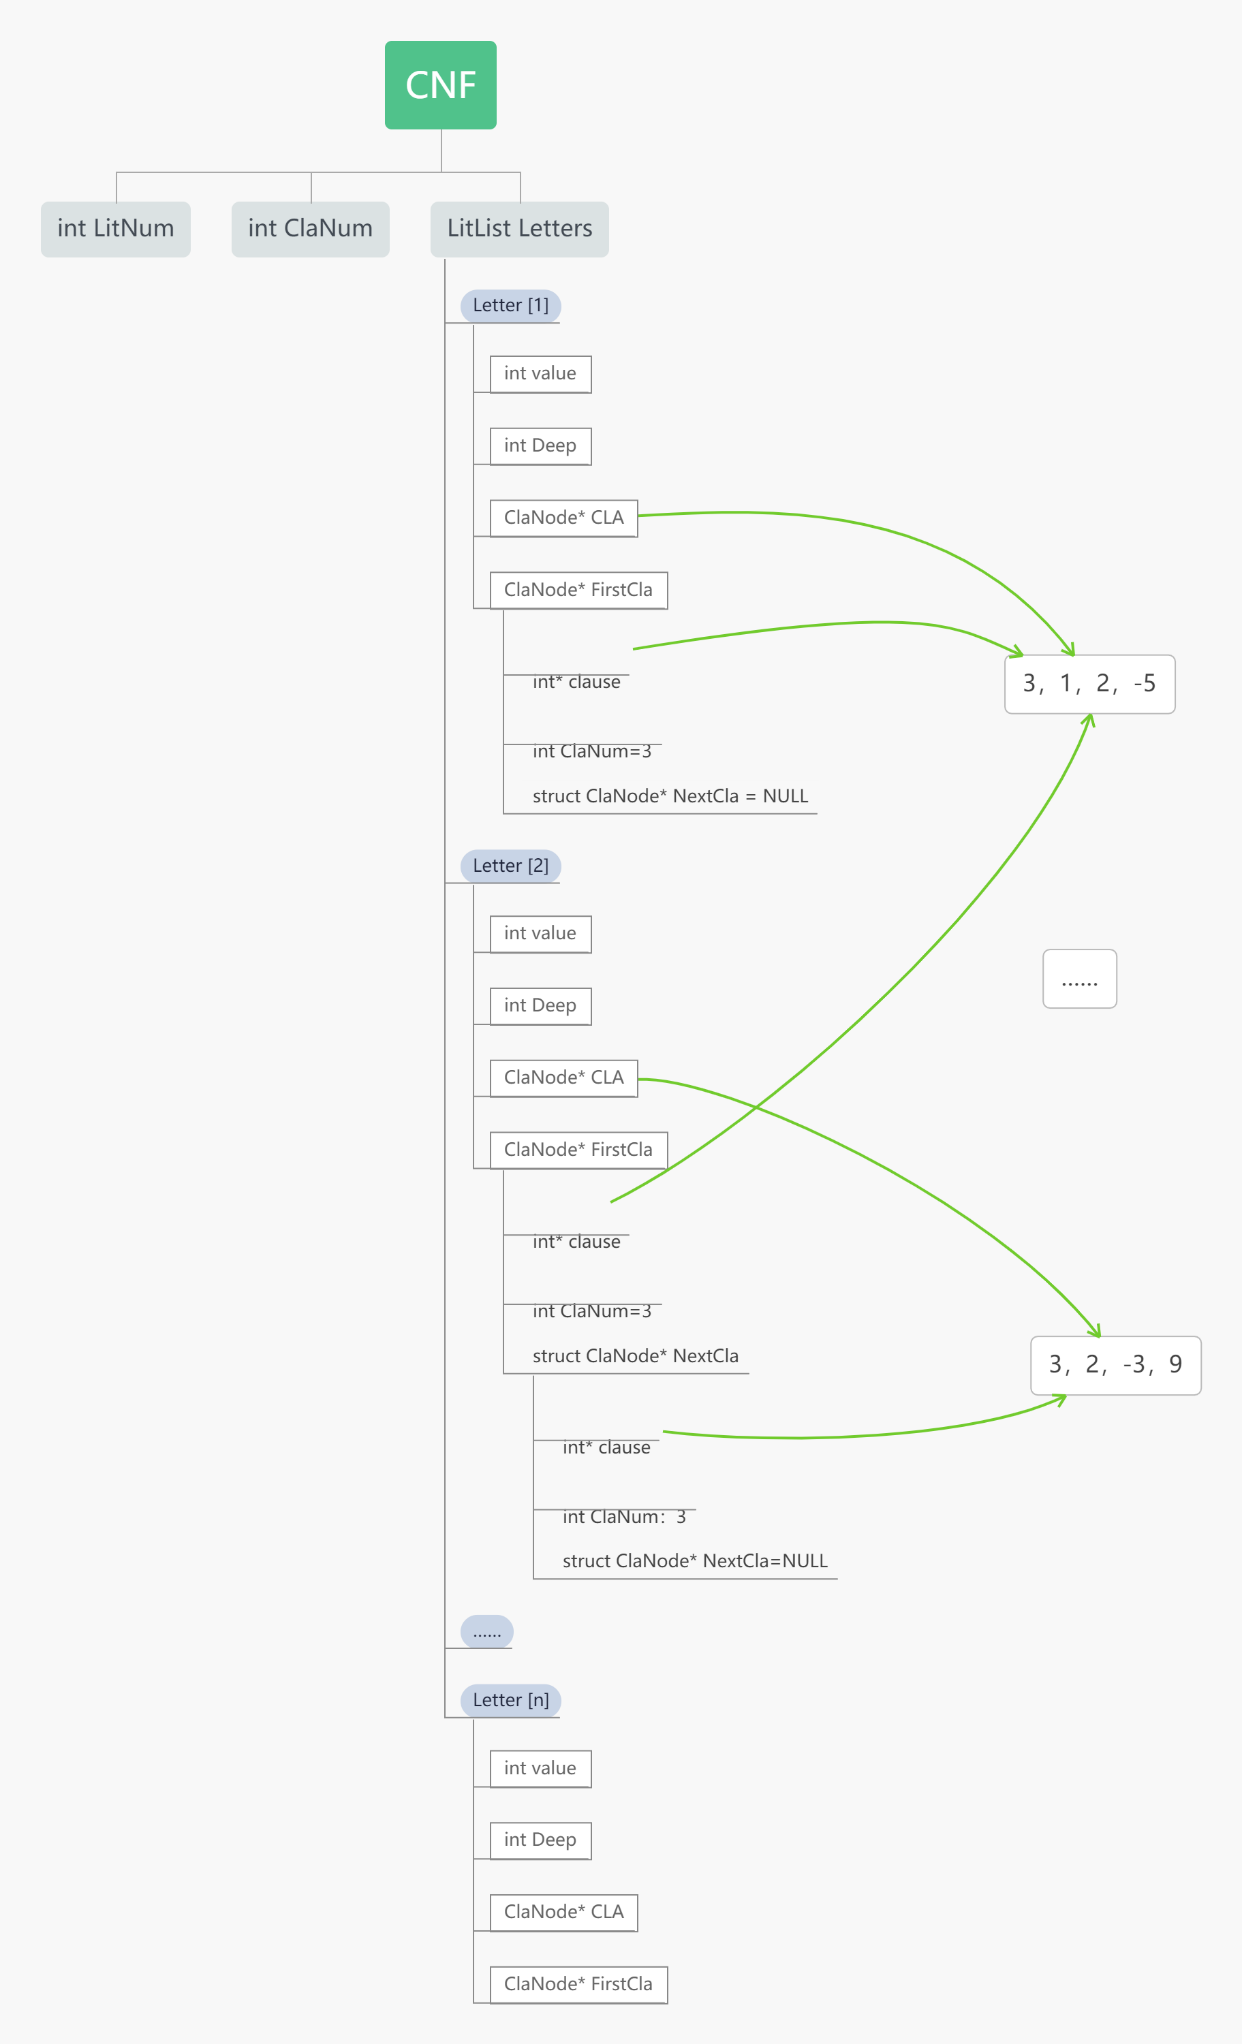 CNF
int LitNum
int ClaNum
LitList Letters
Letter [1]
int value
int Deep
ClaNode* CLA
ClaNode* FirstCla
int* clause
3, 1, 2, -5
int ClaNum=3
struct ClaNode* NextCla = NULL
Letter [2]
int value
......
int Deep
ClaNode* CLA
ClaNode* FirstCla
int* clause
int ClaNum=3
struct ClaNode* NextCla
3, 2, -3, 9
int* clause
int ClaNum：3
struct ClaNode* NextCla=NULL
......
Letter [n]
int value
int Deep
ClaNode* CLA
ClaNode* FirstCla